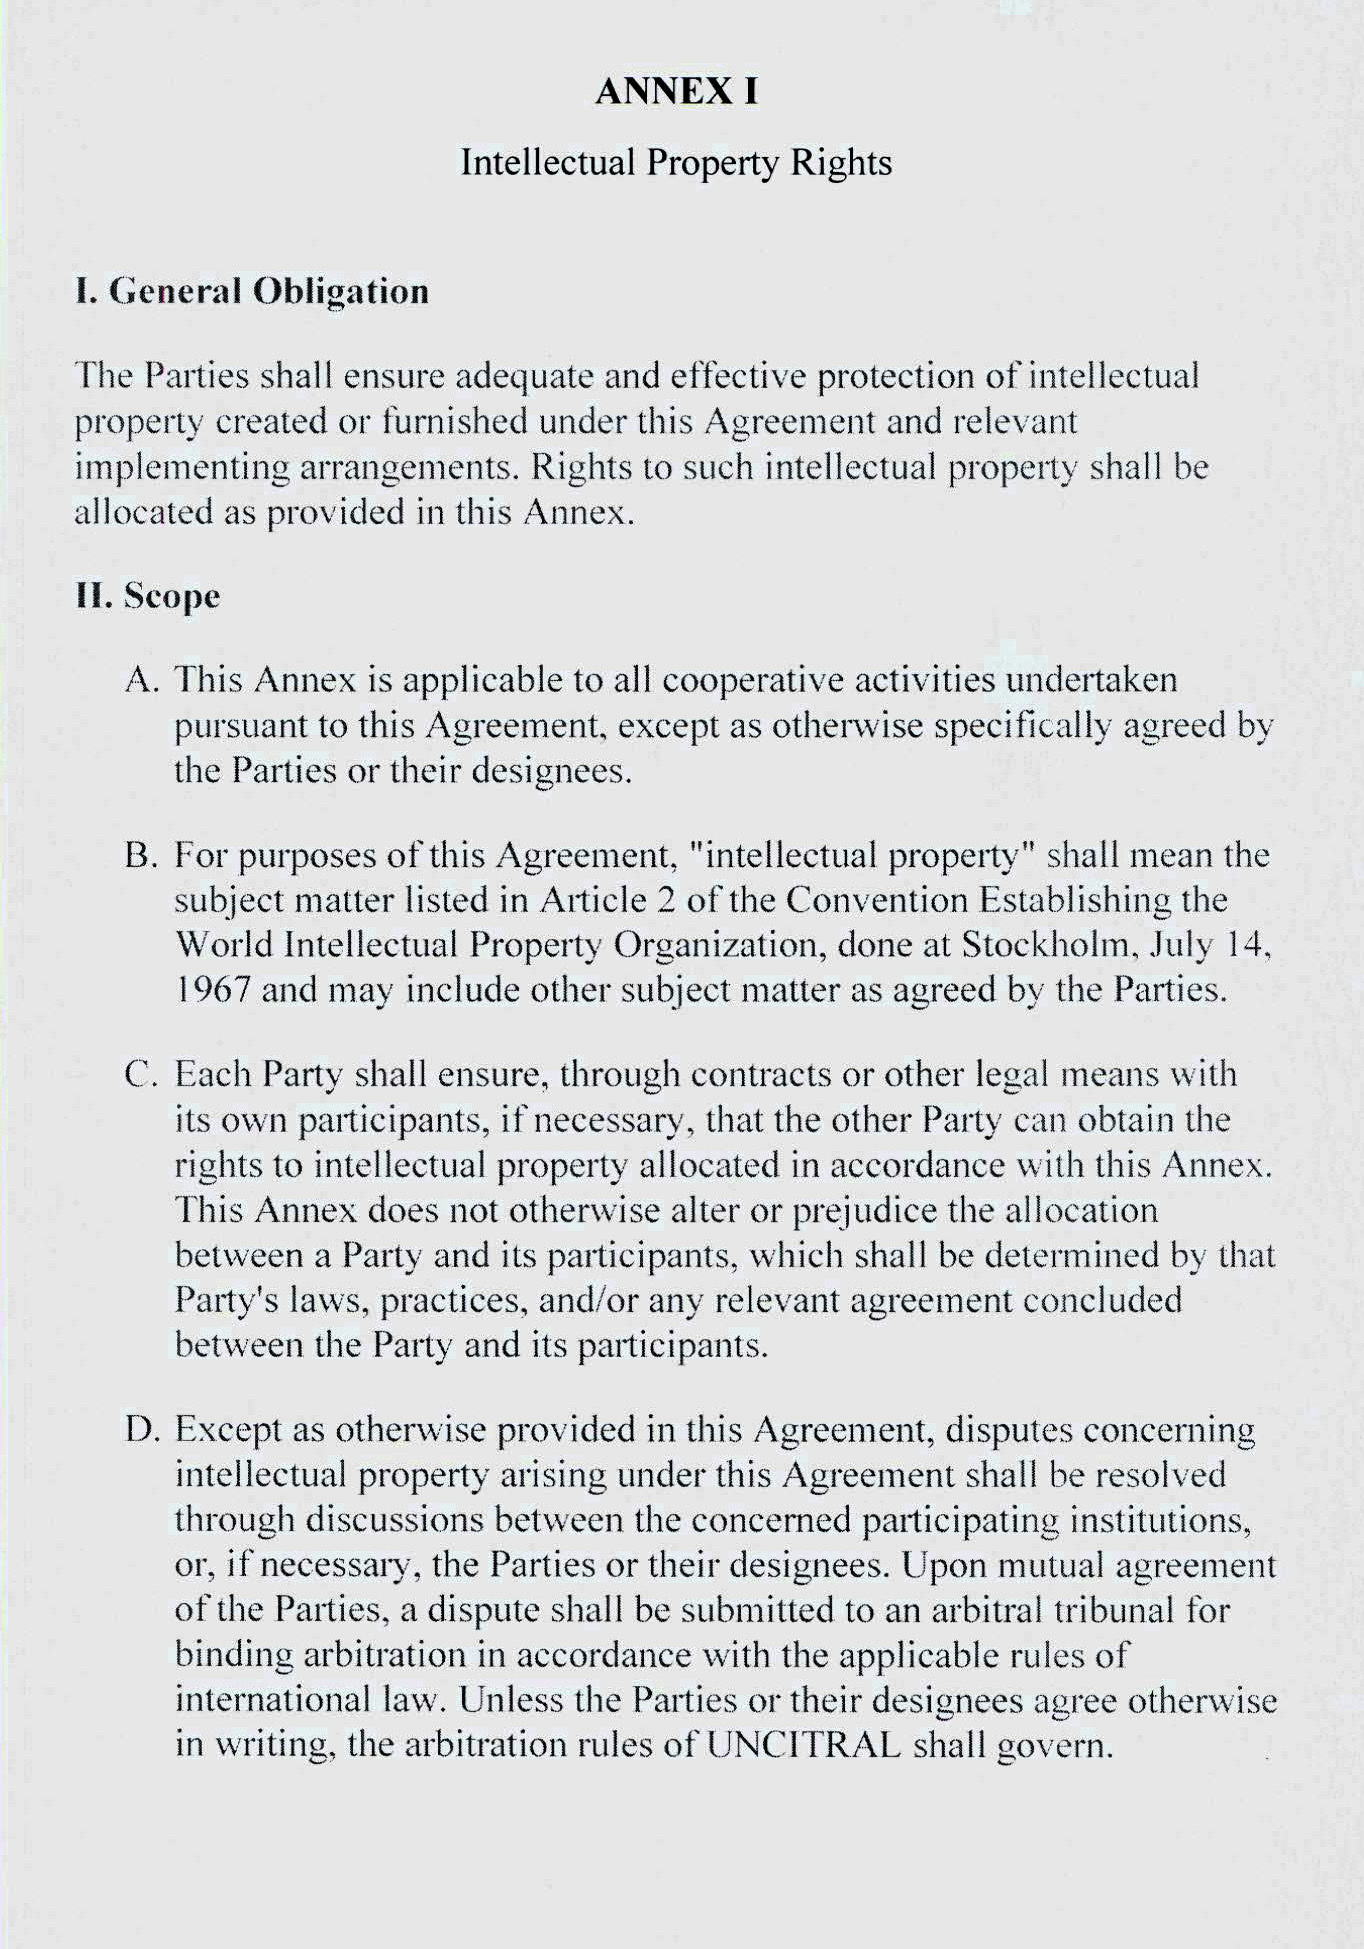 ANNEX I
Intellectual Property Rights
I. General Obligation
The Parties shall ensure adequate and effective protection of intellectual
property created or furnished under this Agreement and relevant
implementing arrangements. Rights to such intellectual property shall be
allocated as provided in this Annex.
II. Scope
A. This Annex is applicable to all cooperative activities undertaken
pursuant to this Agreement, except as otherwise specifically agreed by
the Parties or their designees.
B. For purposes of this Agreement, "intellectual property" shall mean the
subject matter listed in Article 2 of the Convention Establishing the
World Intellectual Property Organization, done at Stockholm, July 14,
1967 and may include other subject matter as agreed by the Parties.
C. Each Party shall ensure, through contracts or other legal means with
its own participants, if necessary, that the other Party can obtain the
rights to intellectual property allocated in accordance with this Annex.
This Annex does not otherwise alter or prejudice the allocation
between a Party and its participants, which shall be determined by that
Party's laws, practices, and/or any relevant agreement concluded
between the Party and its participants.
D. Except as otherwise provided in this Agreement, disputes concerning
intellectual property arising under this Agreement shall be resolved
through discussions between the concerned participating institutions,
or, if necessary, the Parties or their designees. Upon mutual agreement
of the Parties, a dispute shall be submitted to an arbitral tribunal for
binding arbitration in accordance with the applicable rules of
international law. Unless the Parties or their designees agree otherwise
in writing, the arbitration rules of UNCITRAL shall govern.